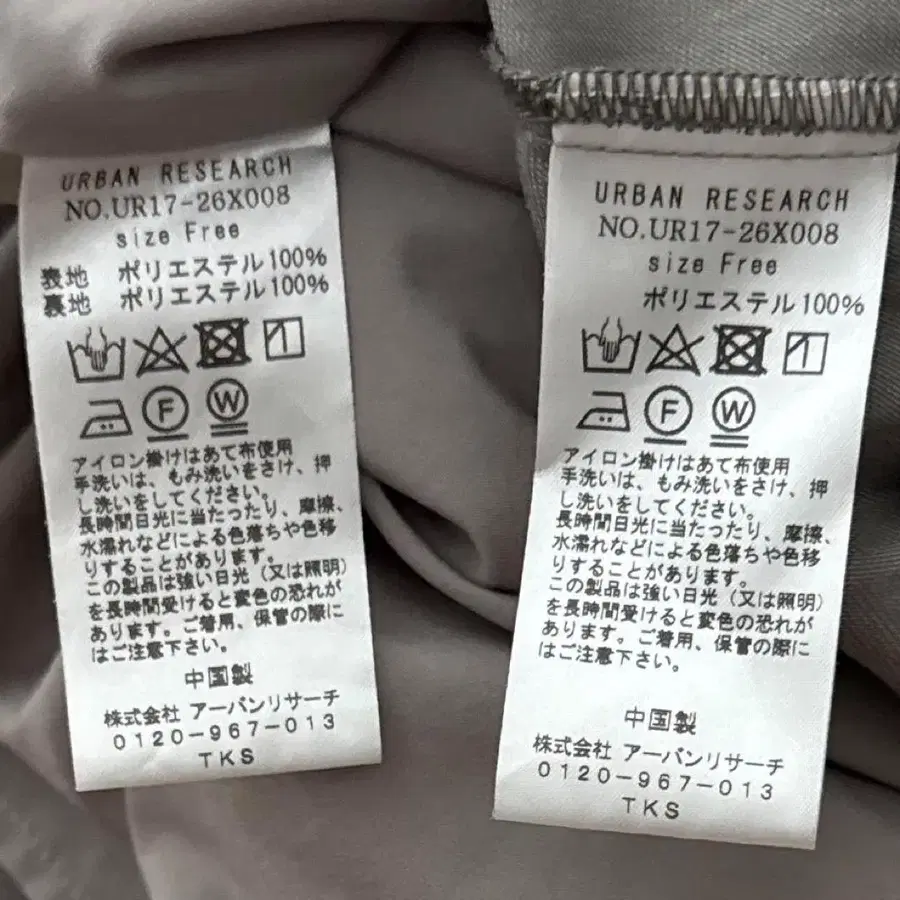 URBAN RESEARCH
NO.UR17-26X008
size Free
表地 ポリエステル100%
裏地 ポリエステル100%
F W
アイロン掛けはあて布使用
手洗いは、もみ洗いをさけ、押
し洗いをしてください。
長時間日光に当たったり、摩擦、
水濡れなどによる色落ちや色移
りすることがあります。
この製品は強い日光(又は照明)
を長時間受けると変色の恐れが
あります。ご着用、保管の際に
はご注意下さい。
中国製
株式会社 アーバンリサーチ
0120-967-013
TKS
URBAN RESEARCH
NO.UR17-26X008
size Free
ポリエステル100%
F W
アイロン掛けはあて布使用
手洗いは、もみ洗いをさけ、押
し洗いをしてください。
長時間日光に当たったり、摩擦、
水濡れなどによる色落ちや色移
りすることがあります。
この製品は強い日光(又は照明)
を長時間受けると変色の恐れが
あります。ご着用、保管の際に
はご注意下さい。
中国製
株式会社 アーバンリサーチ
0120-967-013
TKS